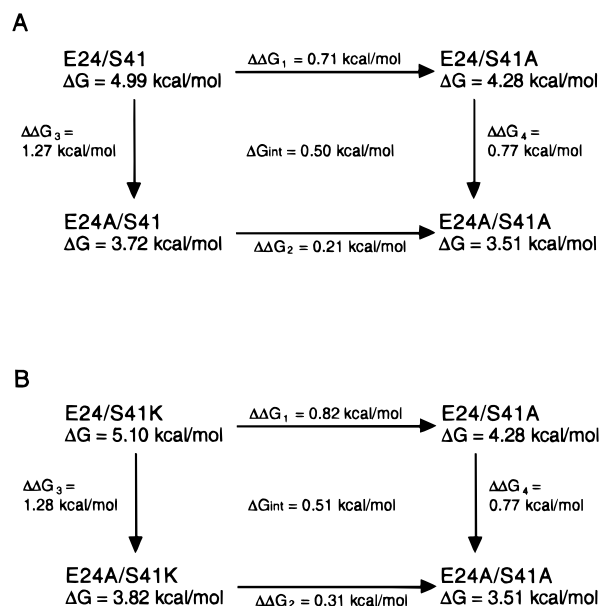 A
E24/S41
ΔG = 4.99 kcal/mol
ΔΔG₁ = 0.71 kcal/mol
E24/S41A
ΔG = 4.28 kcal/mol
ΔΔG₃ =
1.27 kcal/mol
ΔGint = 0.50 kcal/mol
ΔΔG₄ =
0.77 kcal/mol
E24A/S41
ΔG = 3.72 kcal/mol
ΔΔG₂ = 0.21 kcal/mol
E24A/S41A
ΔG = 3.51 kcal/mol
B
E24/S41K
ΔG = 5.10 kcal/mol
ΔΔG₁ = 0.82 kcal/mol
E24/S41A
ΔG = 4.28 kcal/mol
ΔΔG₃ =
1.28 kcal/mol
ΔGint = 0.51 kcal/mol
ΔΔG₄ =
0.77 kcal/mol
E24A/S41K
ΔG = 3.82 kcal/mol
ΔΔG₂ = 0.31 kcal/mol
E24A/S41A
ΔG = 3.51 kcal/mol